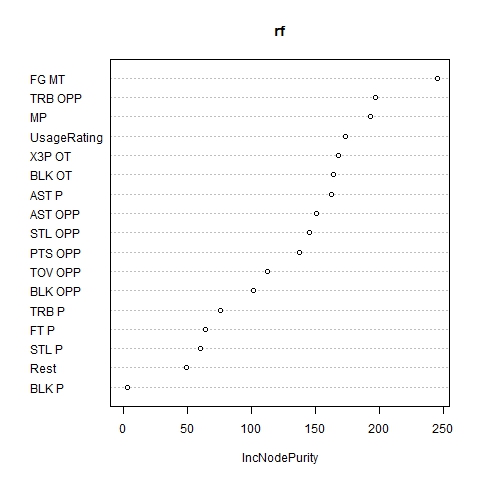 rf
FG MT
TRB OPP
MP
UsageRating
X3P OT
BLK OT
AST P
AST OPP
STL OPP
PTS OPP
TOV OPP
BLK OPP
TRB P
FT P
STL P
Rest
BLK P
0 50 100 150 200 250
IncNodePurity